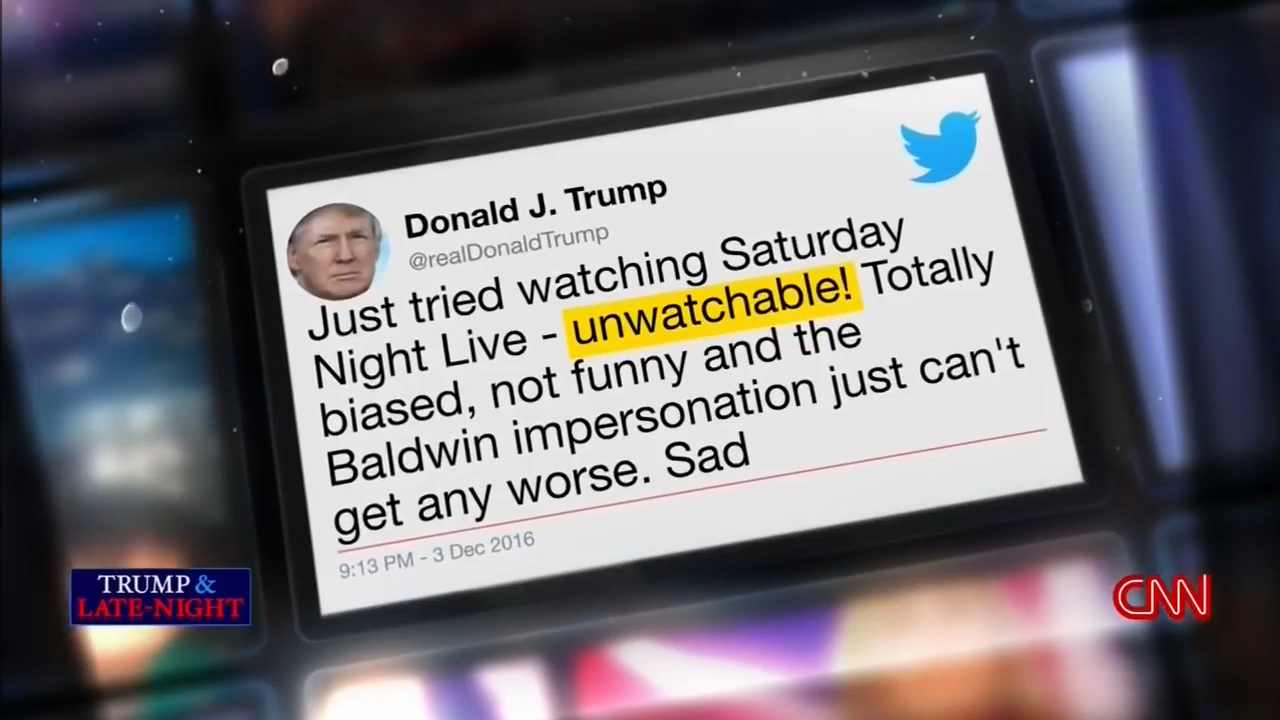 Donald J. Trump
@realDonaldTrump
Just tried watching Saturday
Night Live - unwatchable! Totally
biased, not funny and the
Baldwin impersonation just can't
get any worse. Sad
9:13 PM - 3 Dec 2016
TRUMP &
LATE-NIGHT
CNN